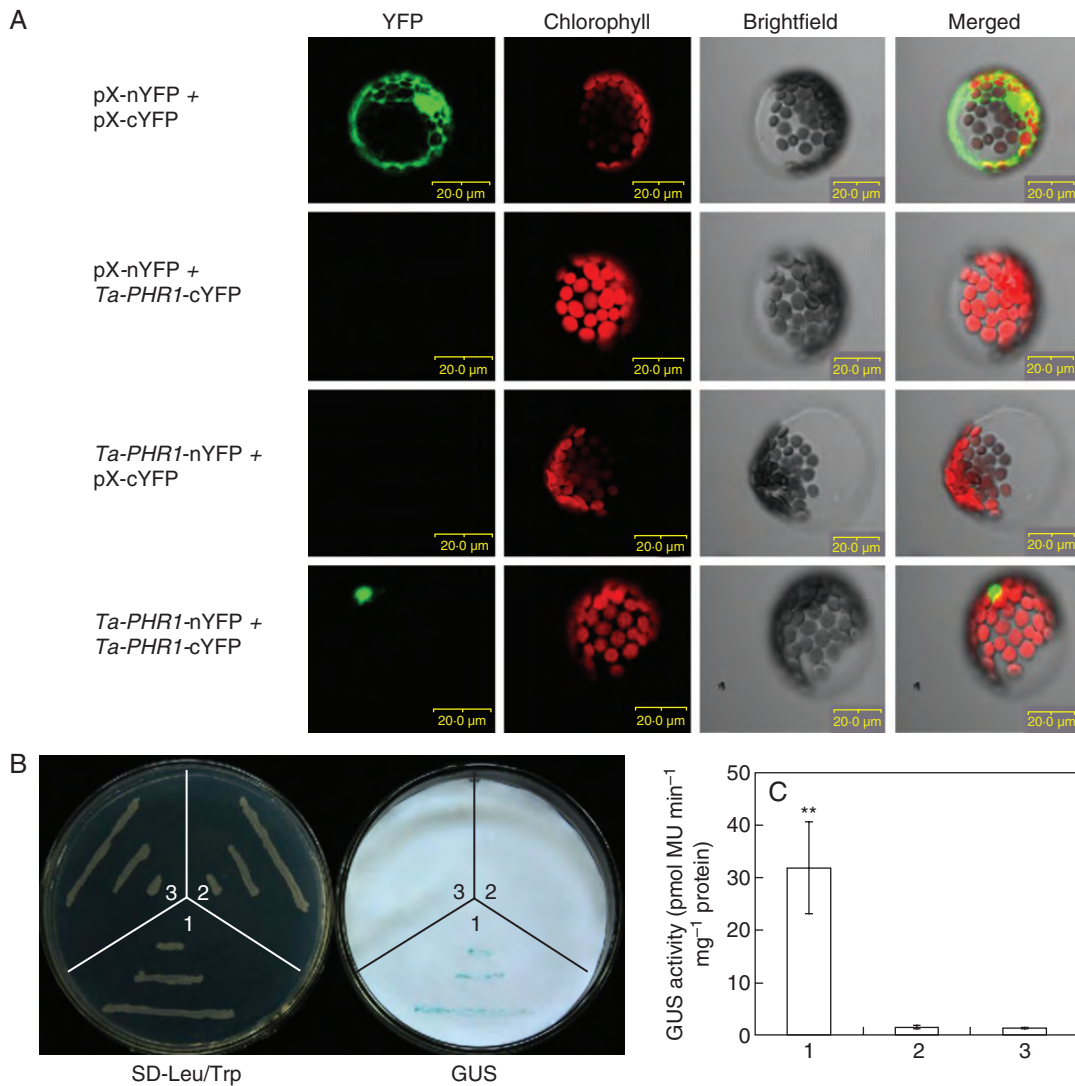 A
YFP Chlorophyll Brightfield Merged
pX-nYFP +
pX-cYFP
20·0 µm 20·0 µm 20·0 µm 20·0 µm
pX-nYFP +
Ta-PHR1-cYFP
20·0 µm 20·0 µm 20·0 µm 20·0 µm
Ta-PHR1-nYFP +
pX-cYFP
20·0 µm 20·0 µm 20·0 µm 20·0 µm
Ta-PHR1-nYFP +
Ta-PHR1-cYFP
20·0 µm 20·0 µm 20·0 µm 20·0 µm
B
3 2
1
SD-Leu/Trp
3 2
1
GUS
C
GUS activity (pmol MU min⁻¹
mg⁻¹ protein)
50
40
30
20
10
0
**
1 2 3